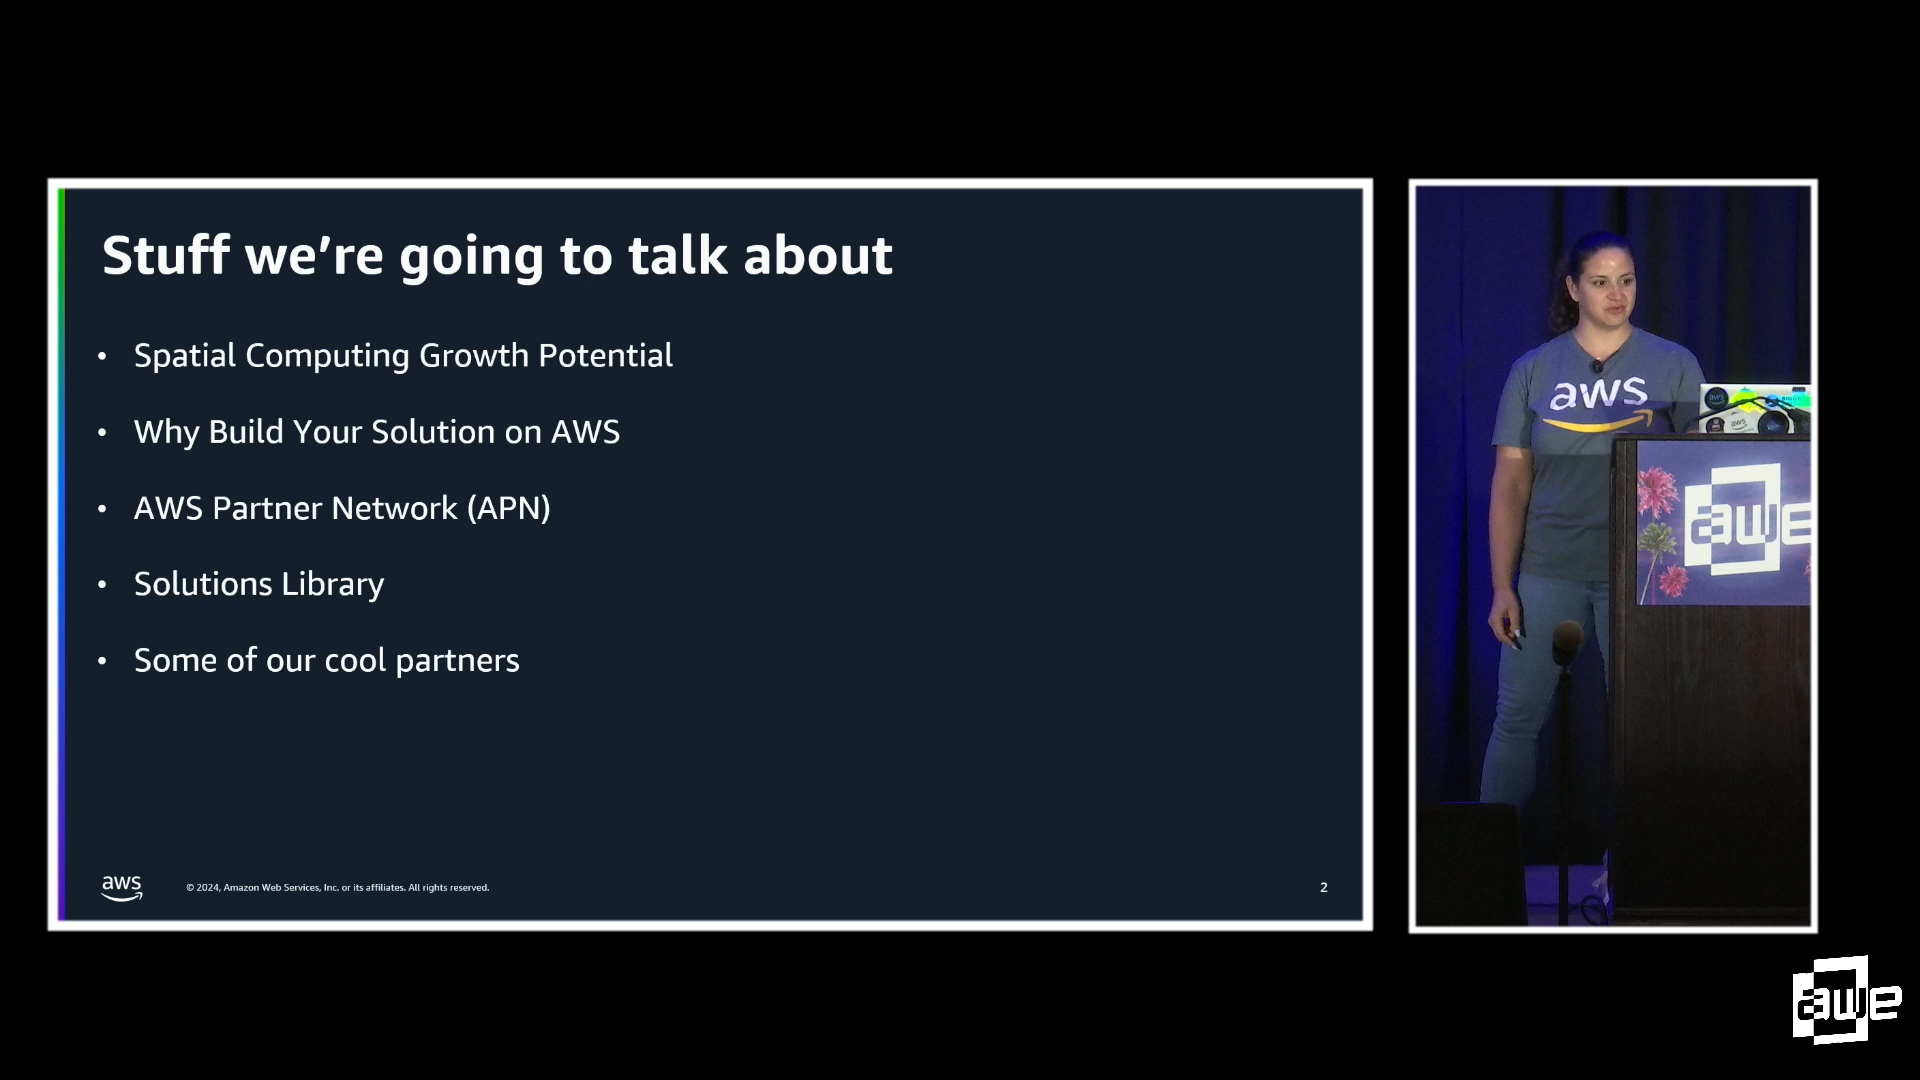 Stuff we’re going to talk about
• Spatial Computing Growth Potential
• Why Build Your Solution on AWS
• AWS Partner Network (APN)
• Solutions Library
• Some of our cool partners
aws
© 2024, Amazon Web Services, Inc. or its affiliates. All rights reserved.
2
aws
aws
aws
awe
awe